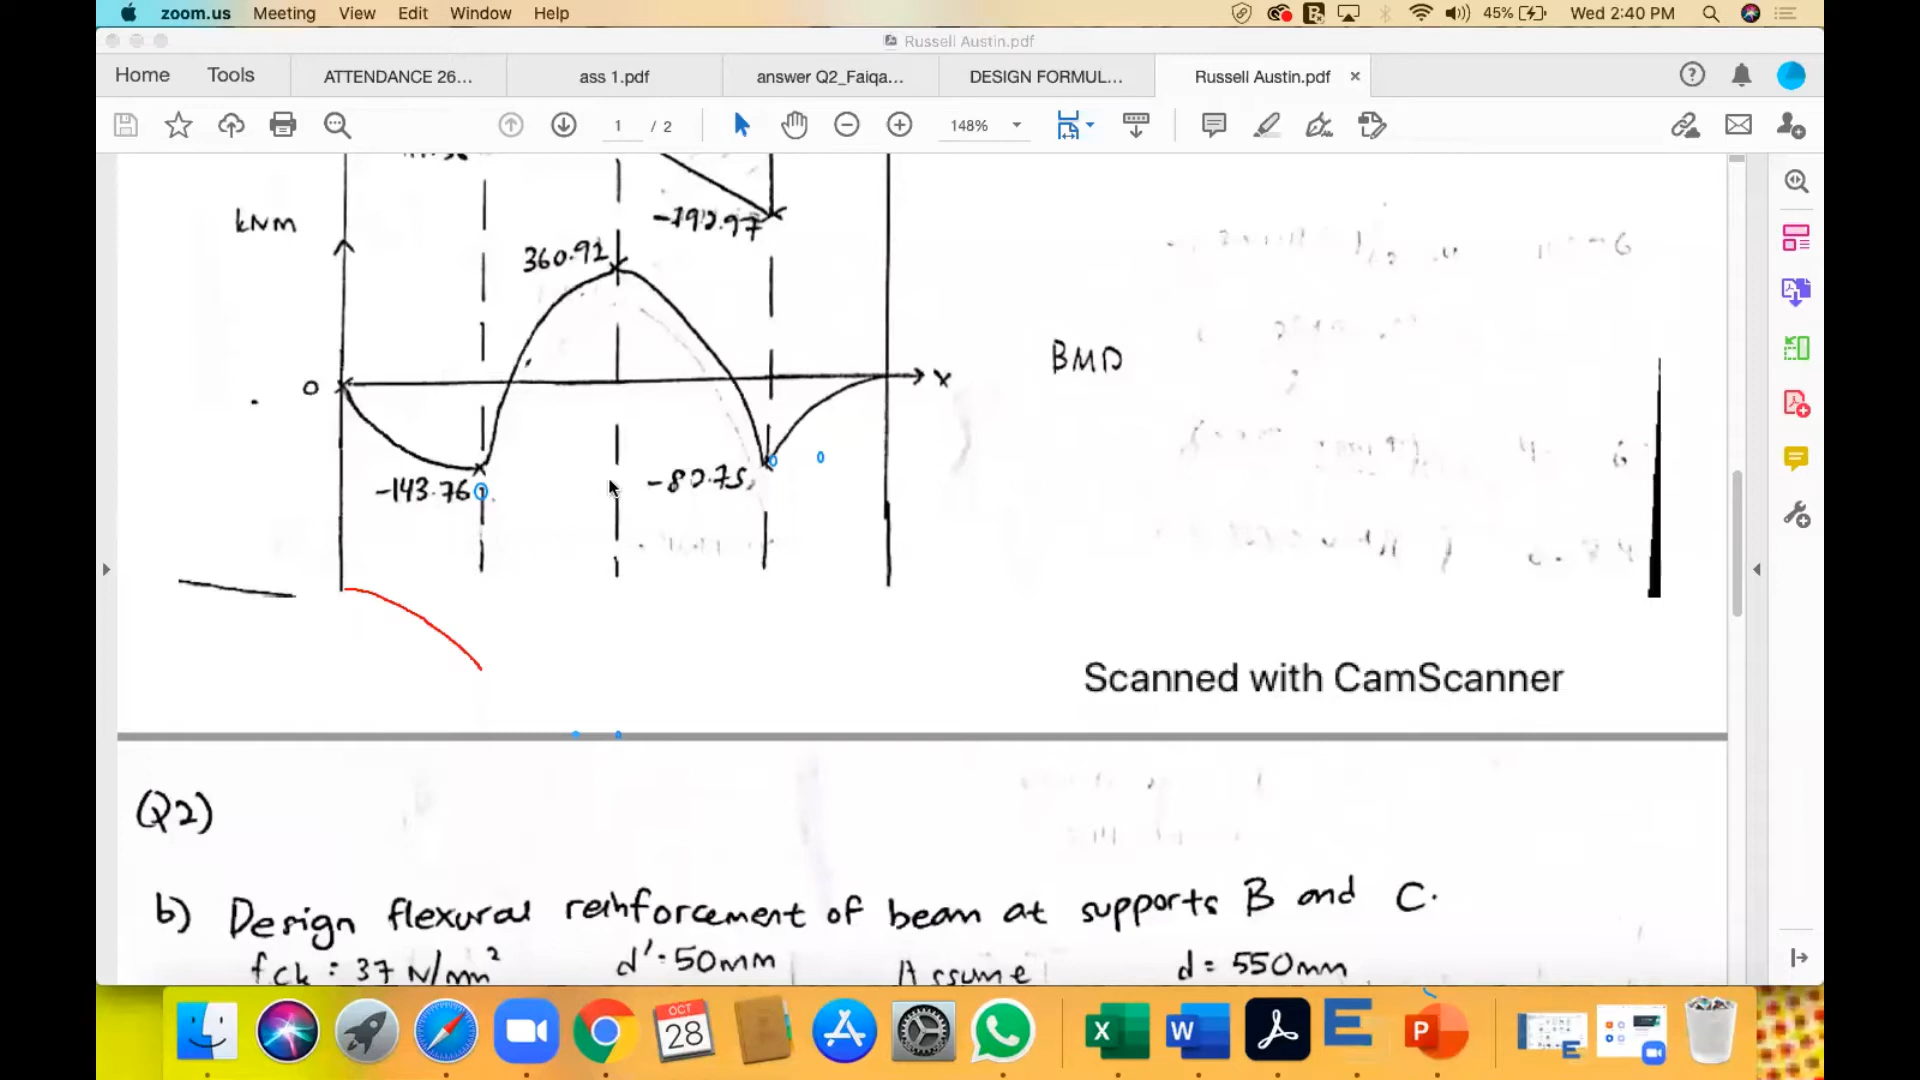 zoom.us Meeting View Edit Window Help 45% Wed 2:40 PM
Russell Austin.pdf
Home Tools ATTENDANCE 26... ass 1.pdf answer Q2_Faiqa... DESIGN FORMUL... Russell Austin.pdf ×
1 / 2 148%
-192.97
kNm
360.92
BMD
0 x
-143.76
-80.75
Scanned with CamScanner
Q2)
b) Design flexural reinforcement of beam at supports B and C.
fck = 37 N/mm² d' = 50mm Assume d = 550mm
OCT
28
X W E P